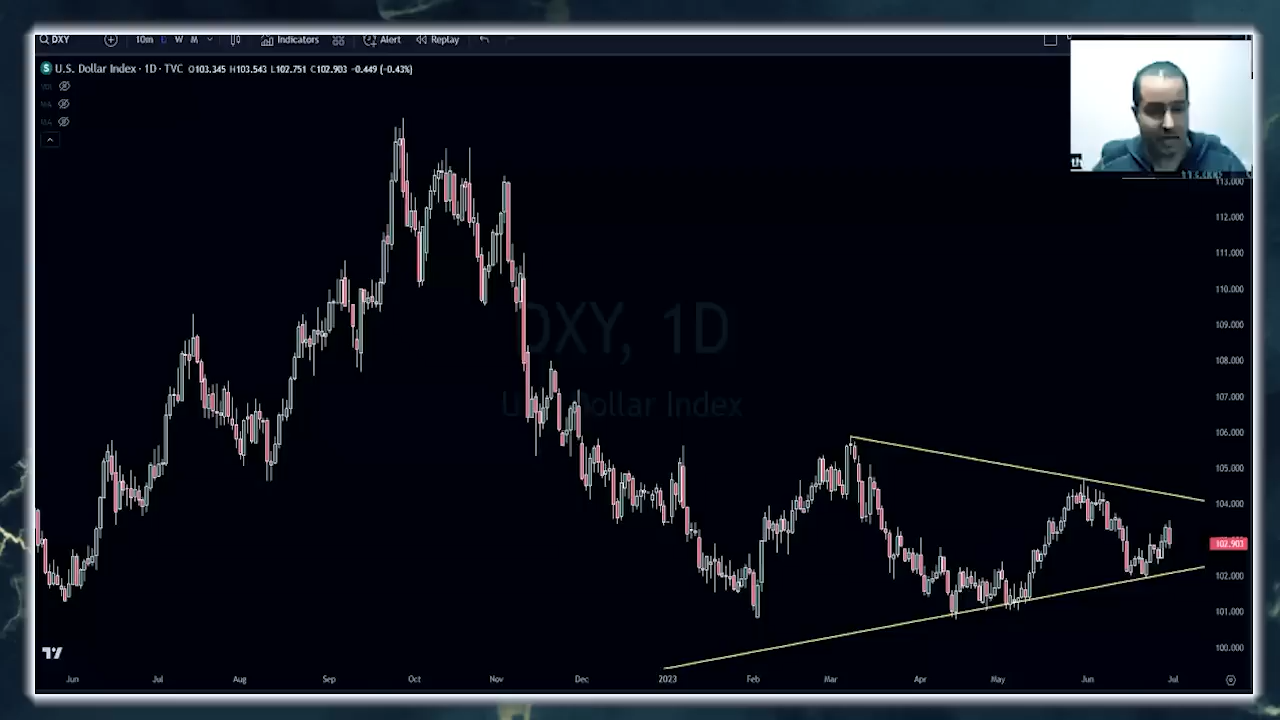 DXY 10m D W M Indicators Alert Replay
U.S. Dollar Index · 1D · TVC O103.345 H103.543 L102.751 C102.903 -0.449 (-0.43%)
MA
MA
th
113.000
112.000
111.000
110.000
109.000
108.000
107.000
106.000
105.000
104.000
102.903
102.000
101.000
100.000
DXY, 1D
U.S. Dollar Index
Jun Jul Aug Sep Oct Nov Dec 2023 Feb Mar Apr May Jun Jul